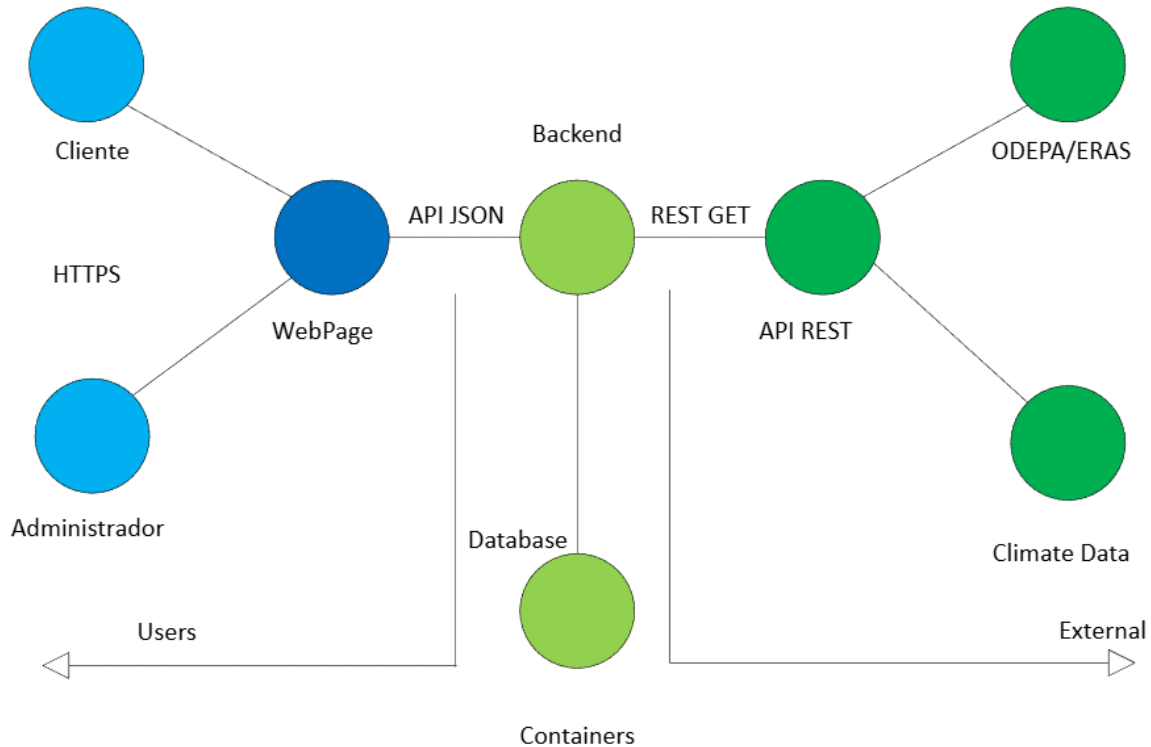 Backend
Cliente
ODEPA/ERAS
API JSON
REST GET
HTTPS
WebPage
API REST
Administrador
Database
Climate Data
Users
External
Containers